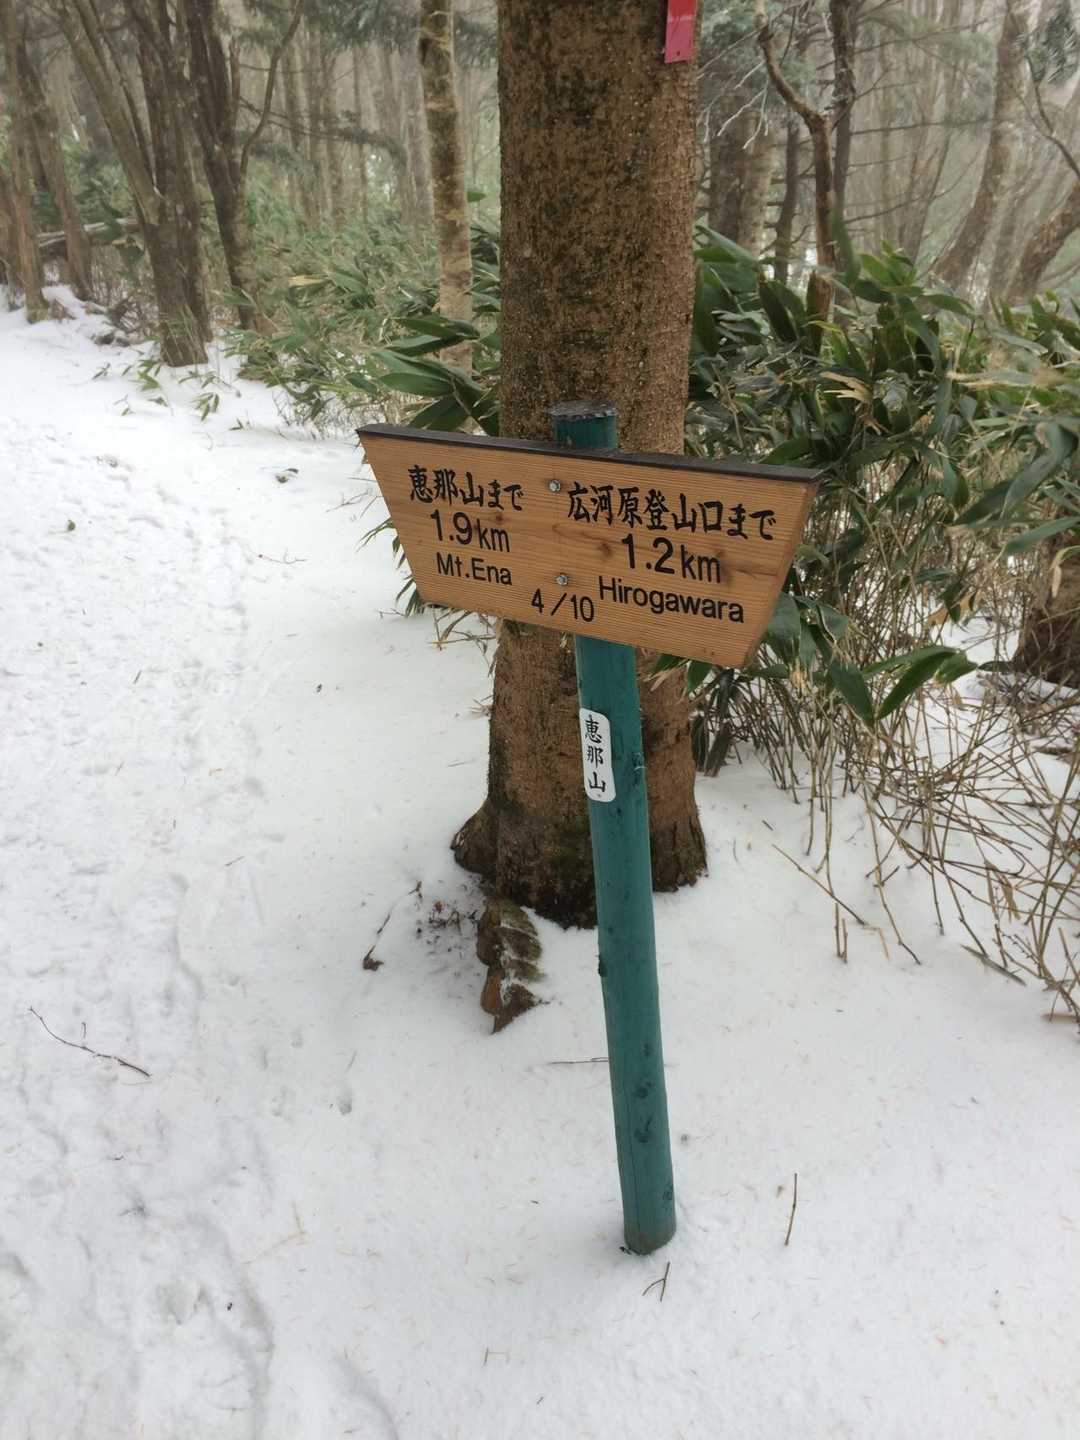 恵那山まで
1.9km
Mt.Ena
広河原登山口まで
1.2km
Hirogawara
4/10
恵那山